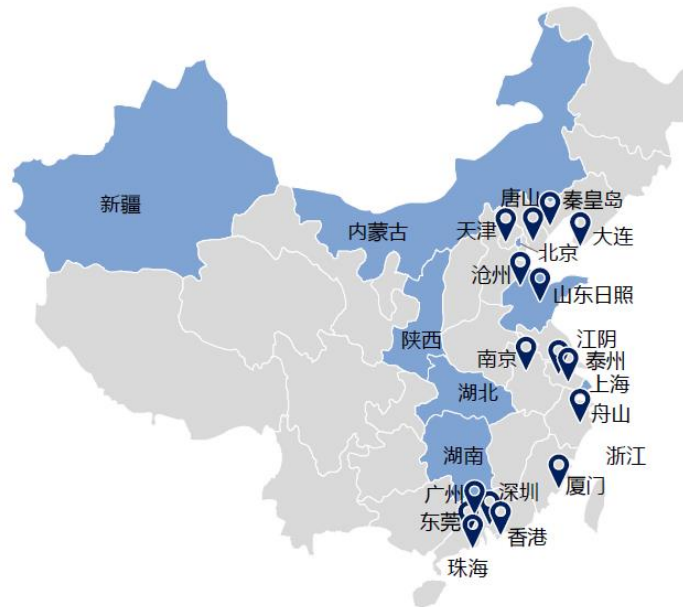 新疆
内蒙古
唐山
秦皇岛
天津
大连
北京
沧州
山东日照
陕西
南京
江阴
泰州
湖北
上海
舟山
湖南
浙江
广州
深圳
厦门
东莞
香港
珠海